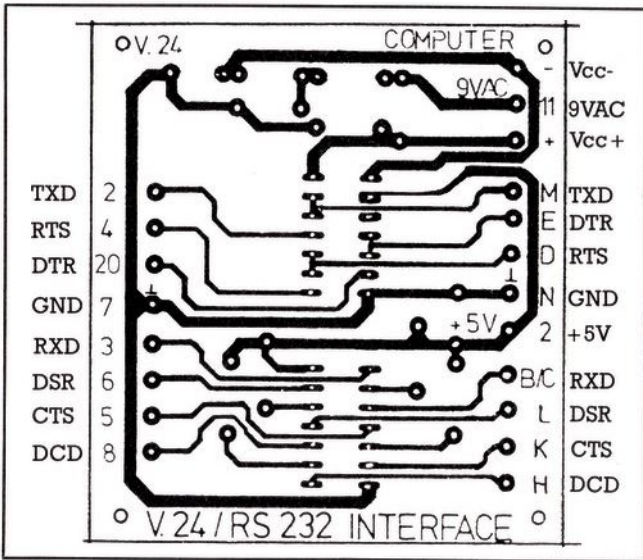 V.24 COMPUTER
- Vcc-
9VAC
11 9VAC
+ Vcc+
TXD 2 M TXD
E DTR
RTS 4
D RTS
DTR 20
⊥
⊥ N GND
GND 7
+5V 2 +5V
RXD 3
B/C RXD
DSR 6
L DSR
CTS 5
K CTS
DCD 8
H DCD
V.24/RS 232 INTERFACE